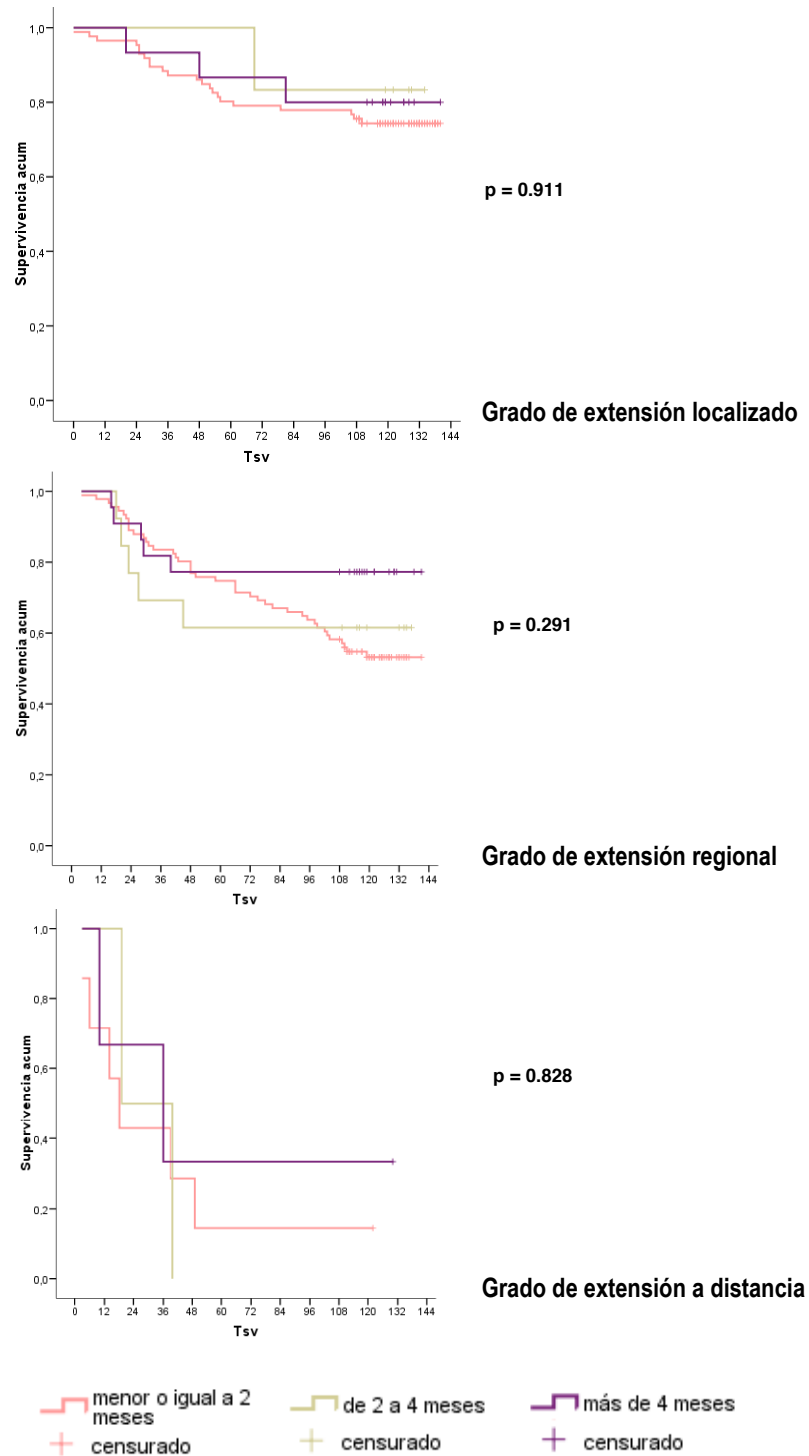 1,0
0,8
0,6
0,4
0,2
0,0
Supervivencia acum
0 12 24 36 48 60 72 84 96 108 120 132 144
Tsv
p = 0.911
Grado de extensión localizado
1,0
0,8
0,6
0,4
0,2
0,0
Supervivencia acum
0 12 24 36 48 60 72 84 96 108 120 132 144
Tsv
p = 0.291
Grado de extensión regional
1,0
0,8
0,6
0,4
0,2
0,0
Supervivencia acum
0 12 24 36 48 60 72 84 96 108 120 132 144
Tsv
p = 0.828
Grado de extensión a distancia
menor o igual a 2
meses
censurado
de 2 a 4 meses
censurado
más de 4 meses
censurado